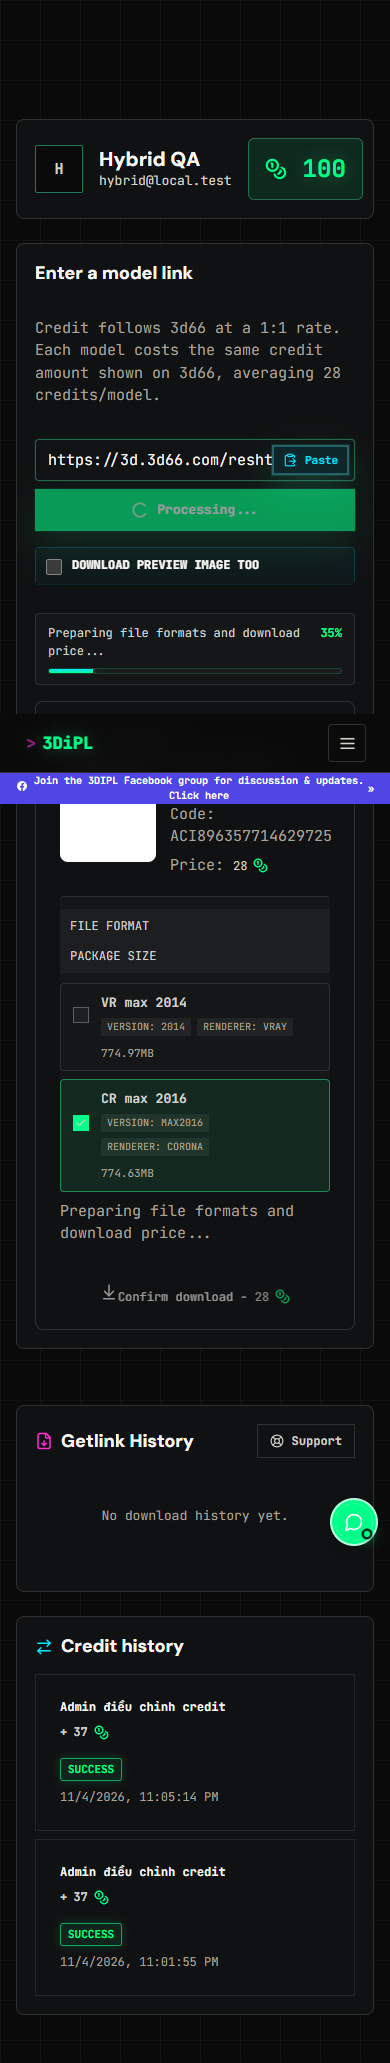 H
Hybrid QA
hybrid@local.test
100
Enter a model link
Credit follows 3d66 at a 1:1 rate.
Each model costs the same credit
amount shown on 3d66, averaging 28
credits/model.
https://3d.3d66.com/resht
Paste
Processing...
DOWNLOAD PREVIEW IMAGE TOO
Preparing file formats and download
price...
35%
> 3DiPL
Join the 3DIPL Facebook group for discussion & updates.
Click here
»
Code:
ACI896357714629725
Price: 28
FILE FORMAT
PACKAGE SIZE
VR max 2014
VERSION: 2014
RENDERER: VRAY
774.97MB
CR max 2016
VERSION: MAX2016
RENDERER: CORONA
774.63MB
Preparing file formats and
download price...
Confirm download - 28
Getlink History
Support
No download history yet.
Credit history
Admin điều chỉnh credit
+ 37
SUCCESS
11/4/2026, 11:05:14 PM
Admin điều chỉnh credit
+ 37
SUCCESS
11/4/2026, 11:01:55 PM